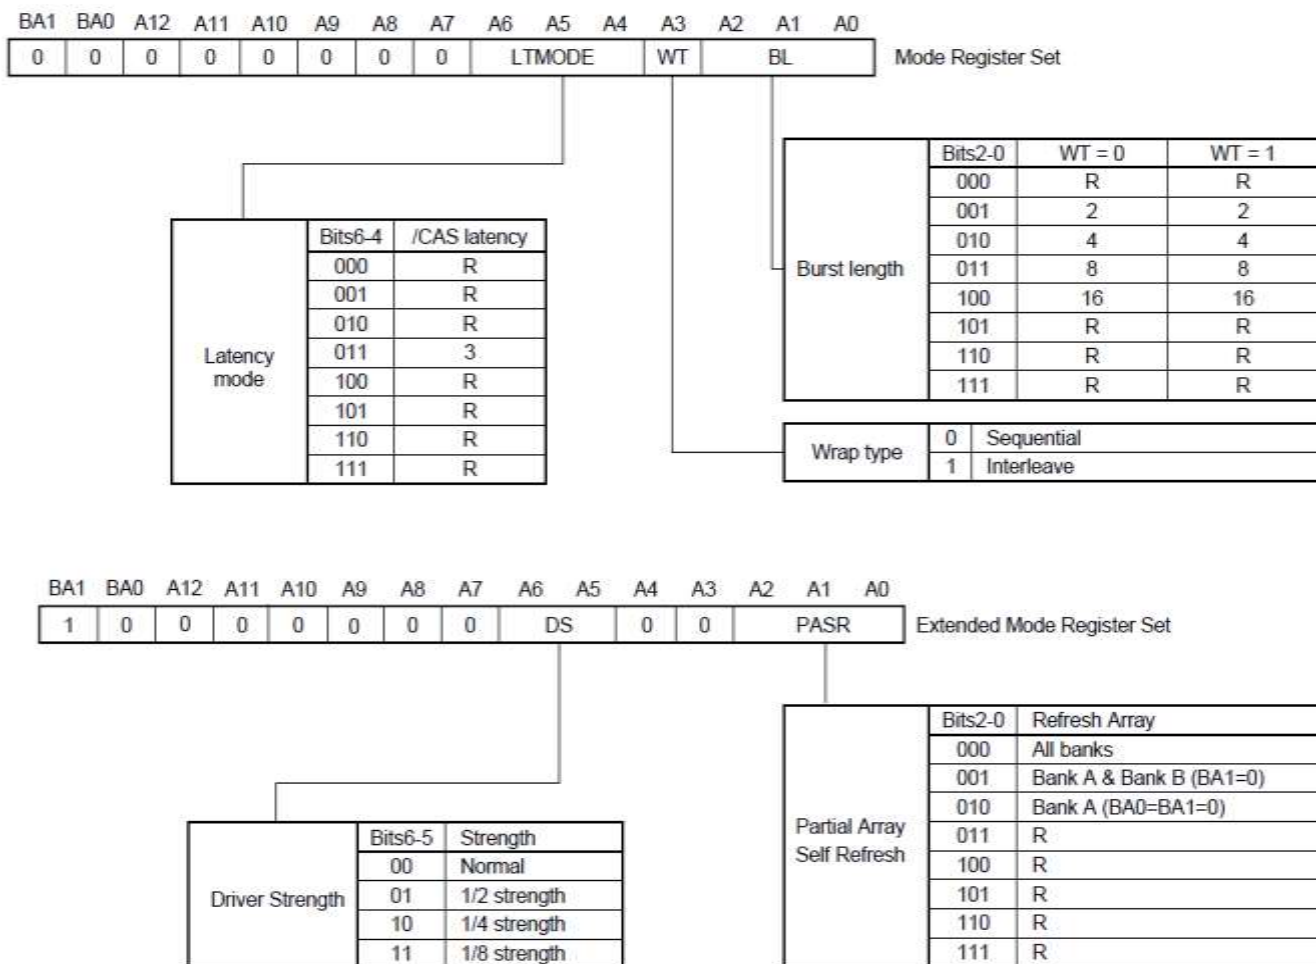 BA1 BA0 A12 A11 A10 A9 A8 A7 A6 A5 A4 A3 A2 A1 A0
0 0 0 0 0 0 0 0 LTMODE WT BL Mode Register Set
Bits6-4 /CAS latency
000 R
001 R
010 R
011 3
100 R
101 R
110 R
111 R
Latency
mode
Bits2-0 WT = 0 WT = 1
000 R R
001 2 2
010 4 4
011 8 8
100 16 16
101 R R
110 R R
111 R R
Burst length
Wrap type
0 Sequential
1 Interleave
BA1 BA0 A12 A11 A10 A9 A8 A7 A6 A5 A4 A3 A2 A1 A0
1 0 0 0 0 0 0 0 DS 0 0 PASR Extended Mode Register Set
Bits6-5 Strength
00 Normal
01 1/2 strength
10 1/4 strength
11 1/8 strength
Driver Strength
Bits2-0 Refresh Array
000 All banks
001 Bank A & Bank B (BA1=0)
010 Bank A (BA0=BA1=0)
011 R
100 R
101 R
110 R
111 R
Partial Array
Self Refresh